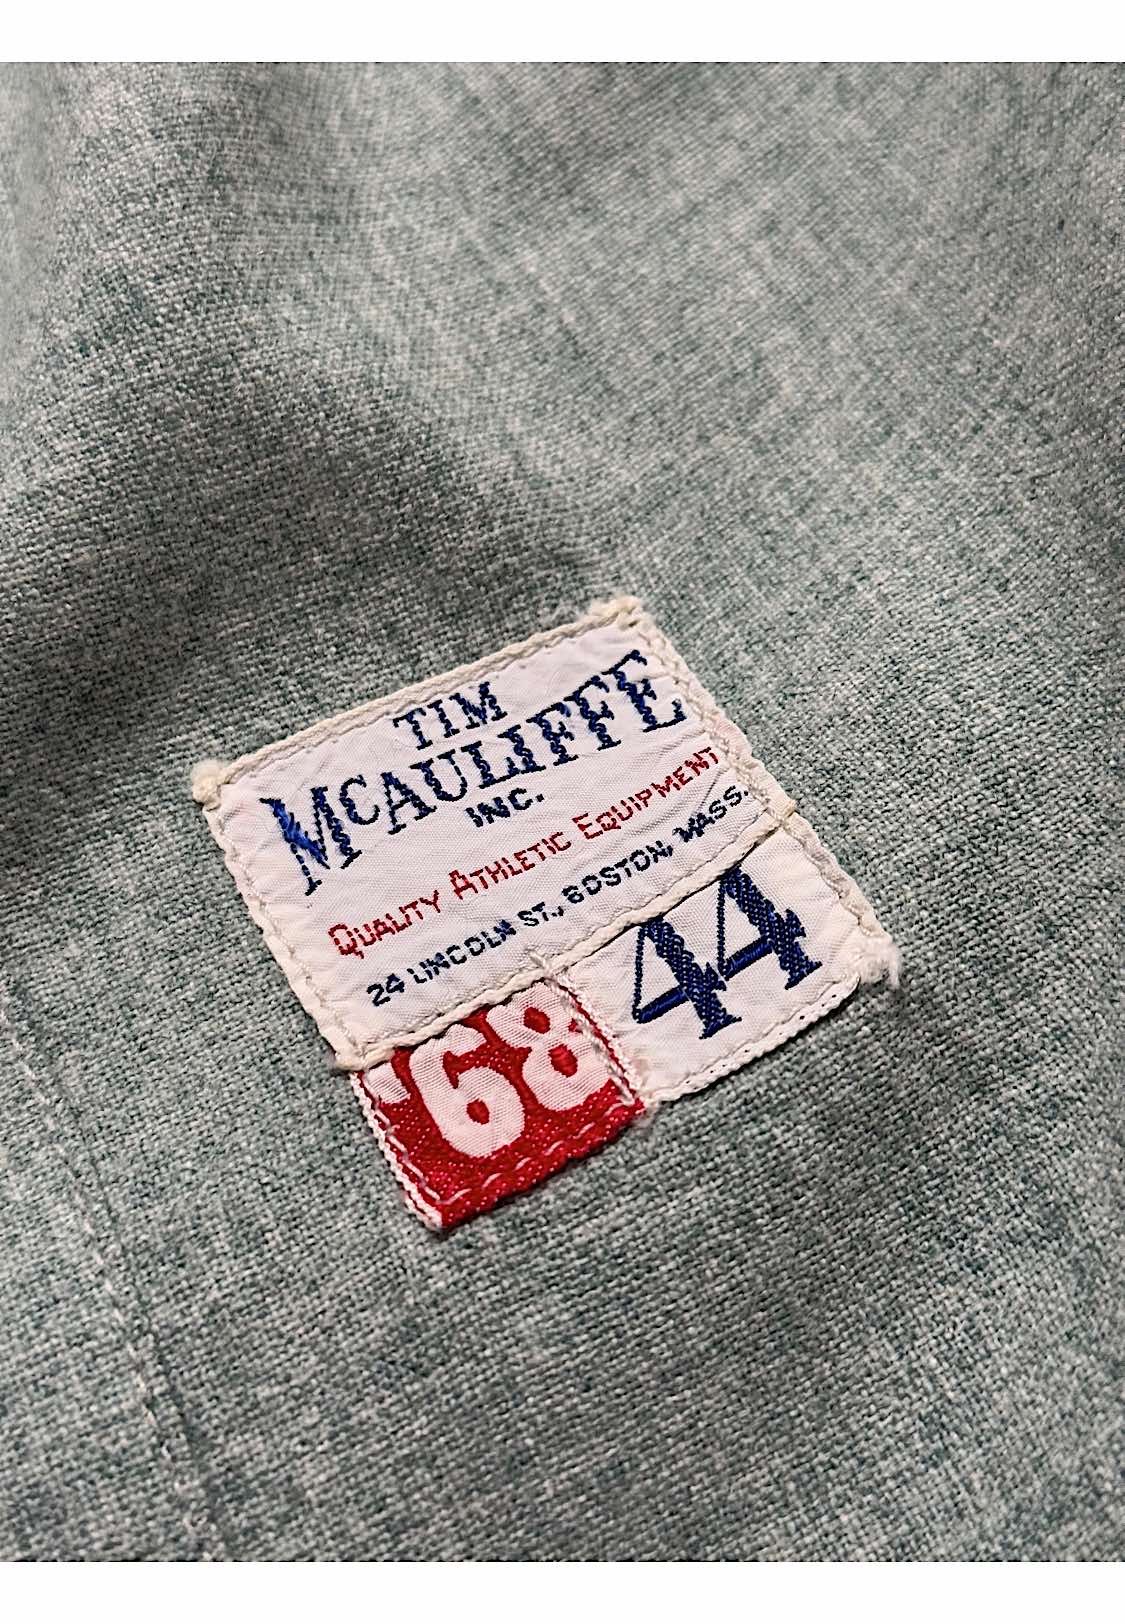 TIM
McAULIFFE
INC.
QUALITY ATHLETIC EQUIPMENT
24 LINCOLN ST., BOSTON, MASS.
'68 44